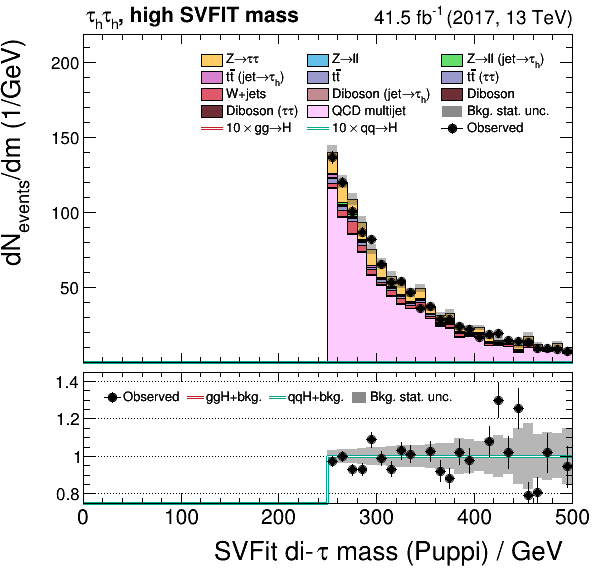 τhτh, high SVFIT mass 41.5 fb⁻¹ (2017, 13 TeV)
dNevents/dm (1/GeV)
200
150
100
50
Z→ττ Z→ll Z→ll (jet→τh)
tt̄ (jet→τh) tt̄ tt̄ (ττ)
W+jets Diboson (jet→τh) Diboson
Diboson (ττ) QCD multijet Bkg. stat. unc.
10×gg→H 10×qq→H Observed
1.4
1.2
1
0.8
Observed ggH+bkg. qqH+bkg. Bkg. stat. unc.
0 100 200 300 400 500
SVFit di-τ mass (Puppi) / GeV